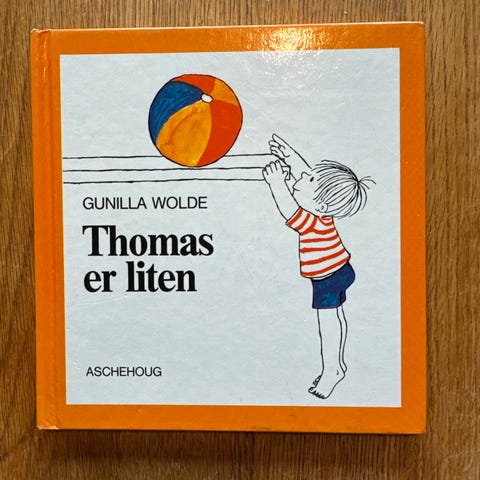 GUNILLA WOLDE
Thomas
er liten
ASCHEHOUG